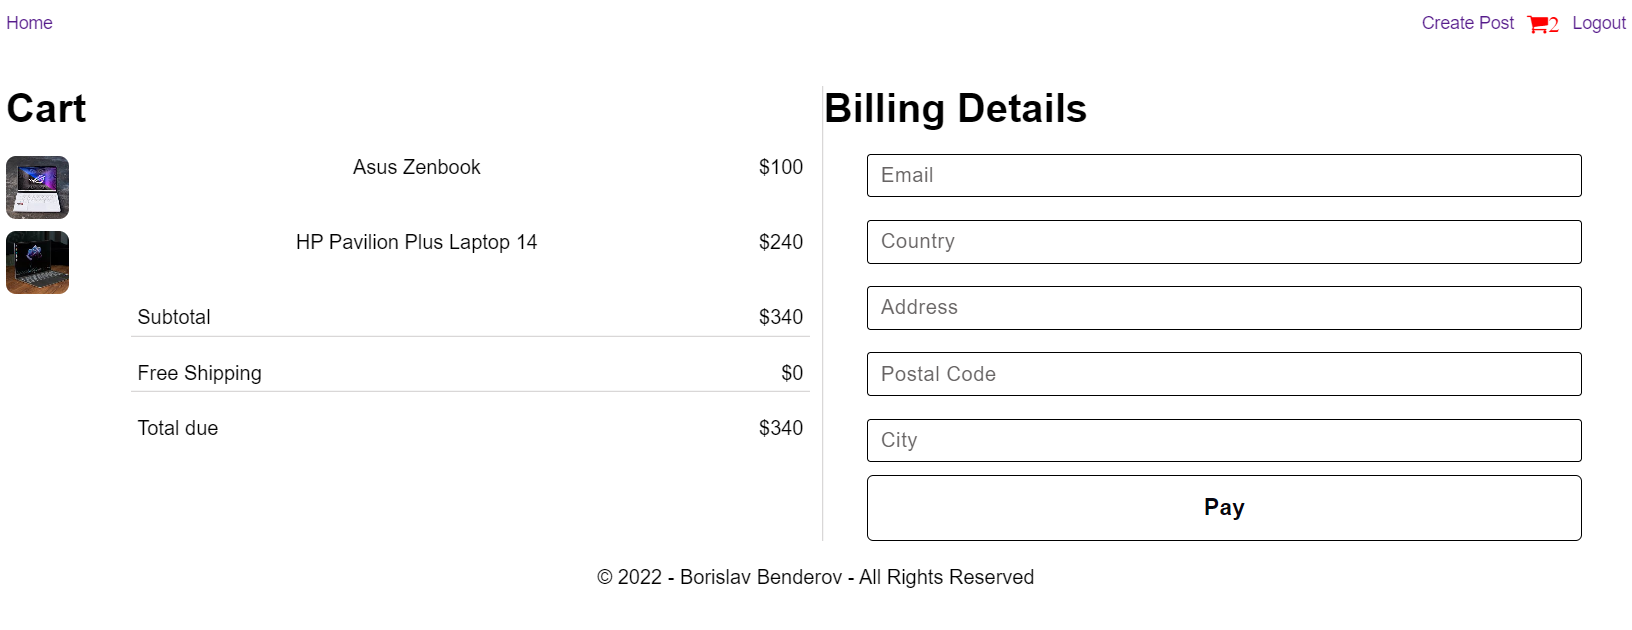 Home
Create Post 2 Logout
Cart
Asus Zenbook $100
HP Pavilion Plus Laptop 14 $240
Subtotal $340
Free Shipping $0
Total due $340
Billing Details
Email
Country
Address
Postal Code
City
Pay
© 2022 - Borislav Benderov - All Rights Reserved